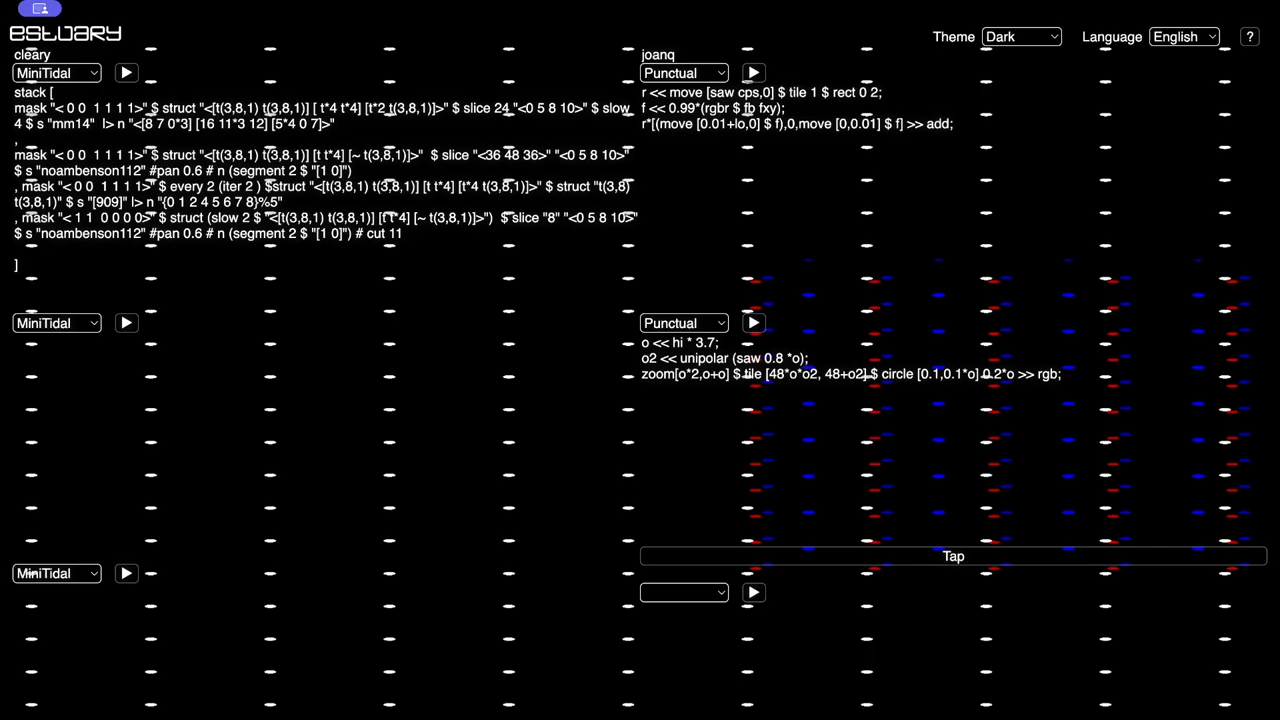 estuary
Theme Dark Language English ?
cleary
MiniTidal
stack [
mask "< 0 0  1 1 1 1>" $ struct "<[t(3,8,1) t(3,8,1)] [ t*4 t*4] [t*2 t(3,8,1)]>" $ slice 24 "<0 5 8 10>" $ slow
4 $ s "mm14"  |> n "<[8 7 0*3] [16 11*3 12] [5*4 0 7]>"
,
mask "< 0 0  1 1 1 1>" $ struct "<[t(3,8,1) t(3,8,1)] [t t*4] [~ t(3,8,1)]>"  $ slice "<36 48 36>" "<0 5 8 10>"
$ s "noambenson112" #pan 0.6 # n (segment 2 $ "[1 0]")
, mask "< 0 0  1 1 1 1>" $ every 2 (iter 2 ) $struct "<[t(3,8,1) t(3,8,1)] [t t*4] [t*4 t(3,8,1)]>" $ struct "t(3,8)
t(3,8,1)" $ s "[909]" |> n "{0 1 2 4 5 6 7 8}%5"
, mask "< 1 1  0 0 0 0>" $ struct (slow 2 $ "<[t(3,8,1) t(3,8,1)] [t t*4] [~ t(3,8,1)]>")  $ slice "8" "<0 5 8 10>"
$ s "noambenson112" #pan 0.6 # n (segment 2 $ "[1 0]") # cut 11
]
MiniTidal
MiniTidal
joanq
Punctual
r << move [saw cps,0] $ tile 1 $ rect 0 2;
f << 0.99*(rgbr $ fb fxy);
r*[(move [0.01+lo,0] $ f),0,move [0,0.01] $ f] >> add;
Punctual
o << hi * 3.7;
o2 << unipolar (saw 0.8 *o);
zoom[o*2,o+o] $ tile [48*o*o2, 48+o2] $ circle [0.1,0.1*o] 0.2*o >> rgb;
Tap